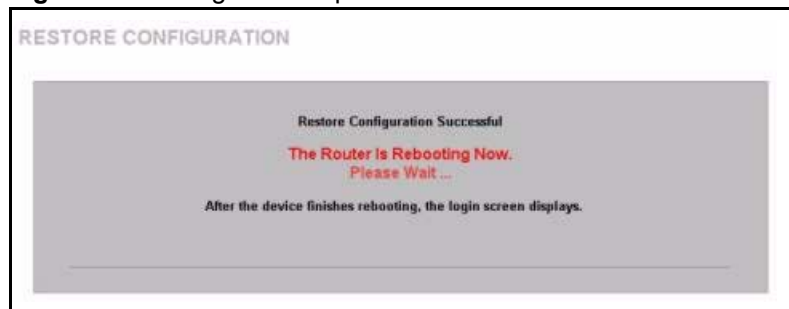 RESTORE CONFIGURATION
Restore Configuration Successful
The Router Is Rebooting Now.
Please Wait ...
After the device finishes rebooting, the login screen displays.